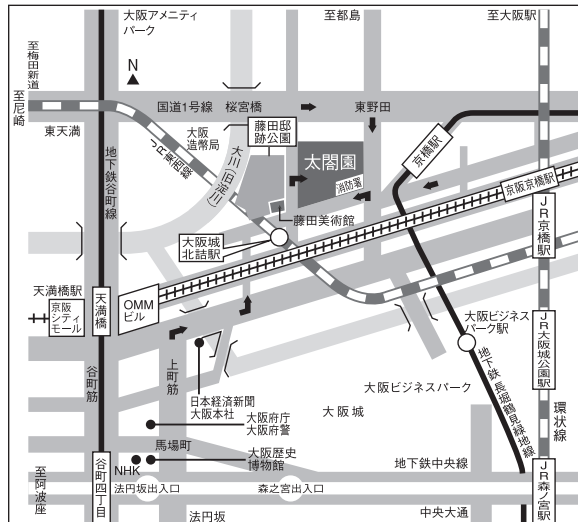 大阪アメニティ
パーク
至都島
至大阪駅
至梅田新道
至尼崎
N
国道1号線
桜宮橋
東野田
東天満
大阪
造幣局
藤田邸
跡公園
太閤園
京橋駅
地下鉄谷町線
JR東西線
大川（旧淀川）
消防署
京阪京橋駅
藤田美術館
JR京橋駅
大阪城
北詰駅
天満橋駅
京阪
シティ
モール
天満橋
OMM
ビル
大阪ビジネス
パーク駅
JR大阪城公園駅
谷町筋
上町筋
日本経済新聞
大阪本社
大阪ビジネスパーク
地下鉄 長堀鶴見緑地線
環状線
大阪府庁
大阪府警
大阪城
馬場町
大阪歴史
博物館
NHK
地下鉄中央線
至阿波座
谷町四丁目
法円坂出入口
森之宮出入口
JR森ノ宮駅
法円坂
中央大通